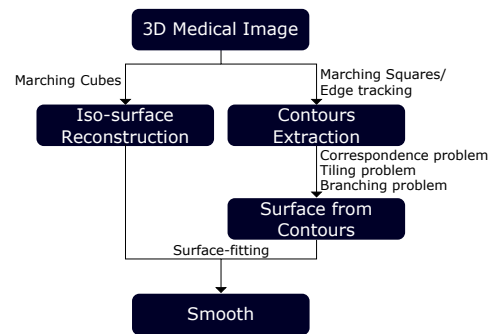 3D Medical Image
Marching Cubes
Marching Squares/
Edge tracking
Iso-surface
Reconstruction
Contours
Extraction
Correspondence problem
Tiling problem
Branching problem
Surface from
Contours
Surface-fitting
Smooth